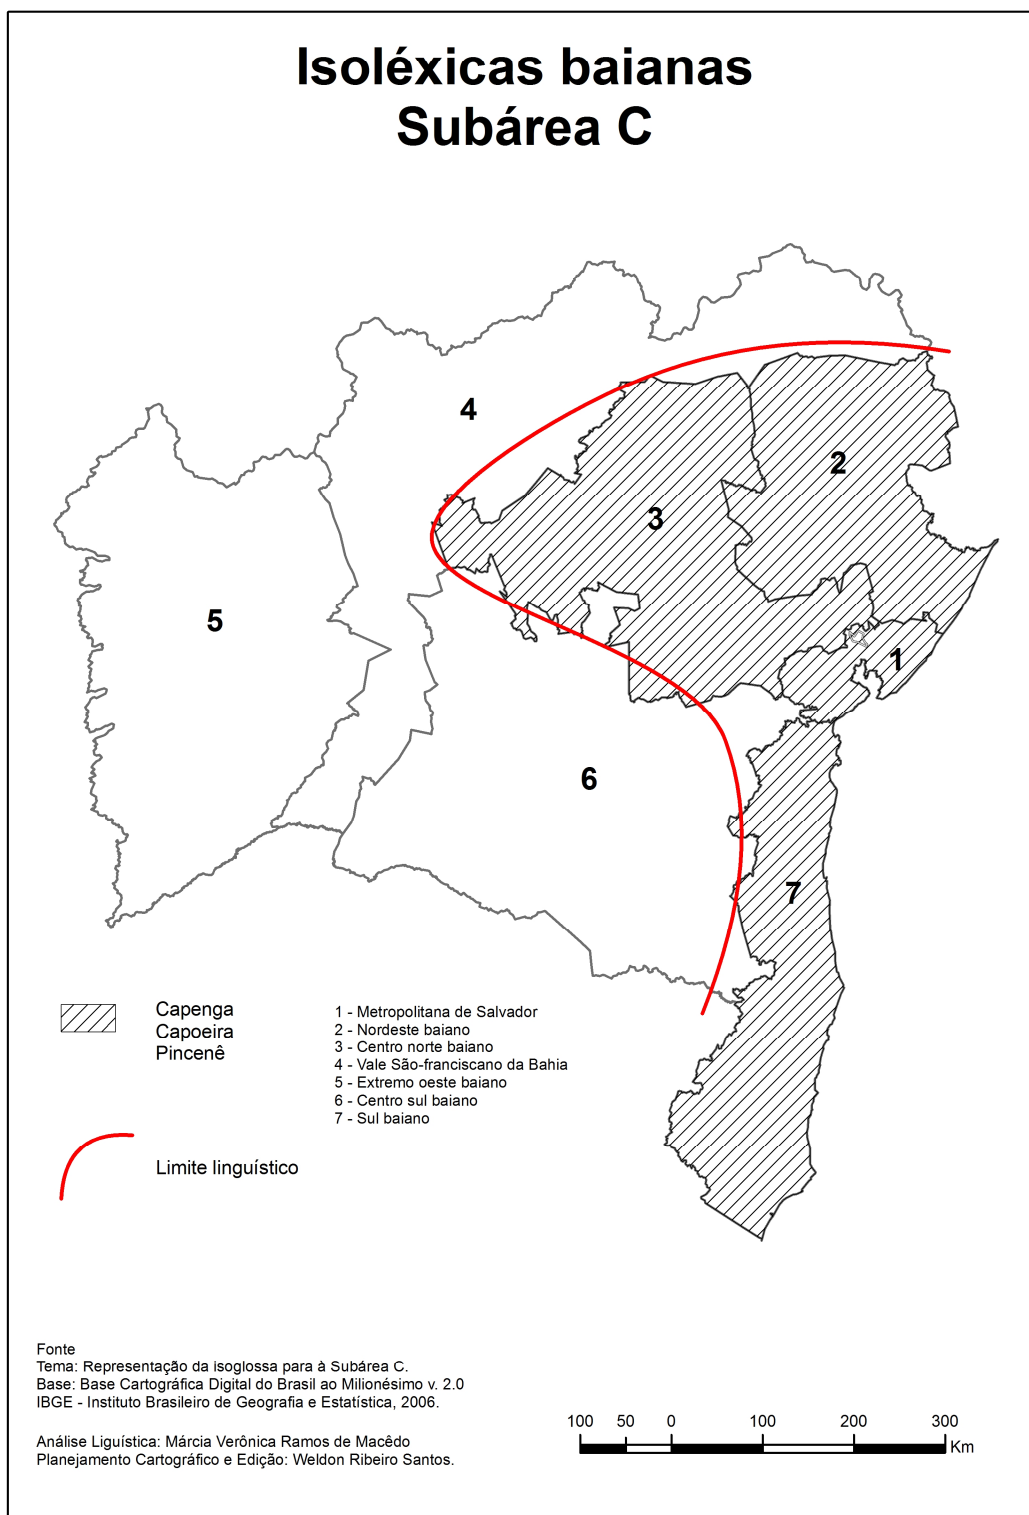 Isoléxicas baianas
Subárea C
4
2
3
5
1
6
7
Capenga
Capoeira
Pincenê
1 - Metropolitana de Salvador
2 - Nordeste baiano
3 - Centro norte baiano
4 - Vale São-franciscano da Bahia
5 - Extremo oeste baiano
6 - Centro sul baiano
7 - Sul baiano
Limite linguístico
Fonte
Tema: Representação da isoglossa para à Subárea C.
Base: Base Cartográfica Digital do Brasil ao Milionésimo v. 2.0
IBGE - Instituto Brasileiro de Geografia e Estatística, 2006.
Análise Liguística: Márcia Verônica Ramos de Macêdo
Planejamento Cartográfico e Edição: Weldon Ribeiro Santos.
100 50 0 100 200 300
Km